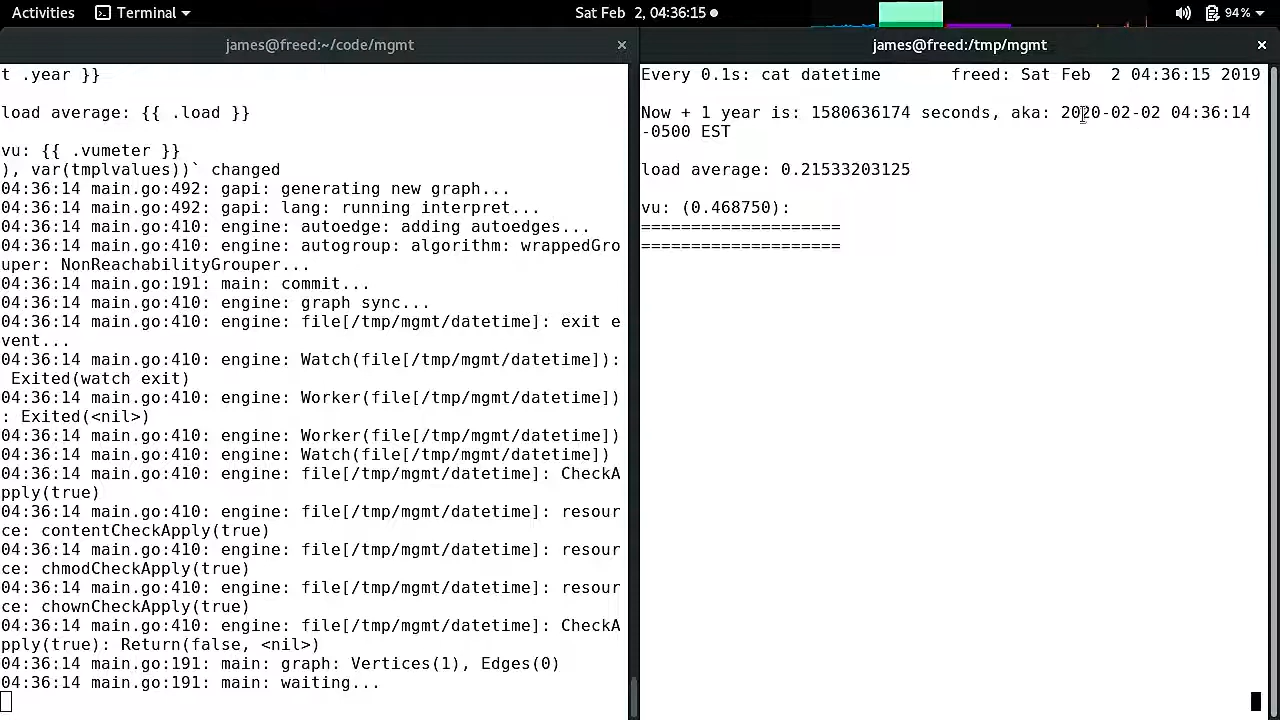 Activities Terminal Sat Feb 2, 04:36:15 94%
james@freed:~/code/mgmt
t .year }}
load average: {{ .load }}
vu: {{ .vumeter }}
), var(tmplvalues))` changed
04:36:14 main.go:492: gapi: generating new graph...
04:36:14 main.go:492: gapi: lang: running interpret...
04:36:14 main.go:410: engine: autoedge: adding autoedges...
04:36:14 main.go:410: engine: autogroup: algorithm: wrappedGro
uper: NonReachabilityGrouper...
04:36:14 main.go:191: main: commit...
04:36:14 main.go:410: engine: graph sync...
04:36:14 main.go:410: engine: file[/tmp/mgmt/datetime]: exit e
vent...
04:36:14 main.go:410: engine: Watch(file[/tmp/mgmt/datetime]):
 Exited(watch exit)
04:36:14 main.go:410: engine: Worker(file[/tmp/mgmt/datetime])
: Exited(<nil>)
04:36:14 main.go:410: engine: Worker(file[/tmp/mgmt/datetime])
04:36:14 main.go:410: engine: Watch(file[/tmp/mgmt/datetime])
04:36:14 main.go:410: engine: file[/tmp/mgmt/datetime]: CheckA
pply(true)
04:36:14 main.go:410: engine: file[/tmp/mgmt/datetime]: resour
ce: contentCheckApply(true)
04:36:14 main.go:410: engine: file[/tmp/mgmt/datetime]: resour
ce: chmodCheckApply(true)
04:36:14 main.go:410: engine: file[/tmp/mgmt/datetime]: resour
ce: chownCheckApply(true)
04:36:14 main.go:410: engine: file[/tmp/mgmt/datetime]: CheckA
pply(true): Return(false, <nil>)
04:36:14 main.go:191: main: graph: Vertices(1), Edges(0)
04:36:14 main.go:191: main: waiting...
james@freed:/tmp/mgmt
Every 0.1s: cat datetime freed: Sat Feb 2 04:36:15 2019
Now + 1 year is: 1580636174 seconds, aka: 2020-02-02 04:36:14
-0500 EST
load average: 0.21533203125
vu: (0.468750):
====================
====================